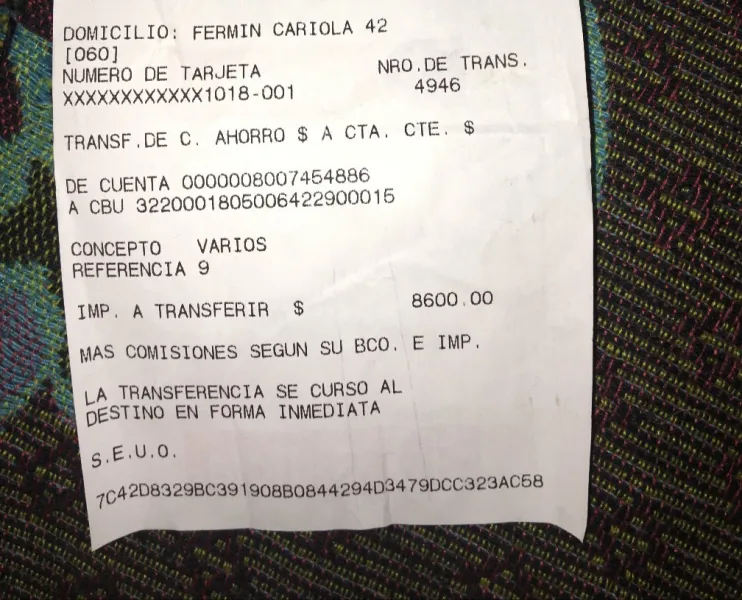 DOMICILIO: FERMIN CARIOLA 42
[060]
NUMERO DE TARJETA NRO.DE TRANS.
XXXXXXXXXXXX1018-001 4946
TRANSF.DE C. AHORRO $ A CTA. CTE. $
DE CUENTA 0000008007454886
A CBU 3220001805006422900015
CONCEPTO VARIOS
REFERENCIA 9
IMP. A TRANSFERIR $ 8600.00
MAS COMISIONES SEGUN SU BCO. E IMP.
LA TRANSFERENCIA SE CURSO AL
DESTINO EN FORMA INMEDIATA
S.E.U.O.
7C42D8329BC391908B0844294D3479DCC323AC58